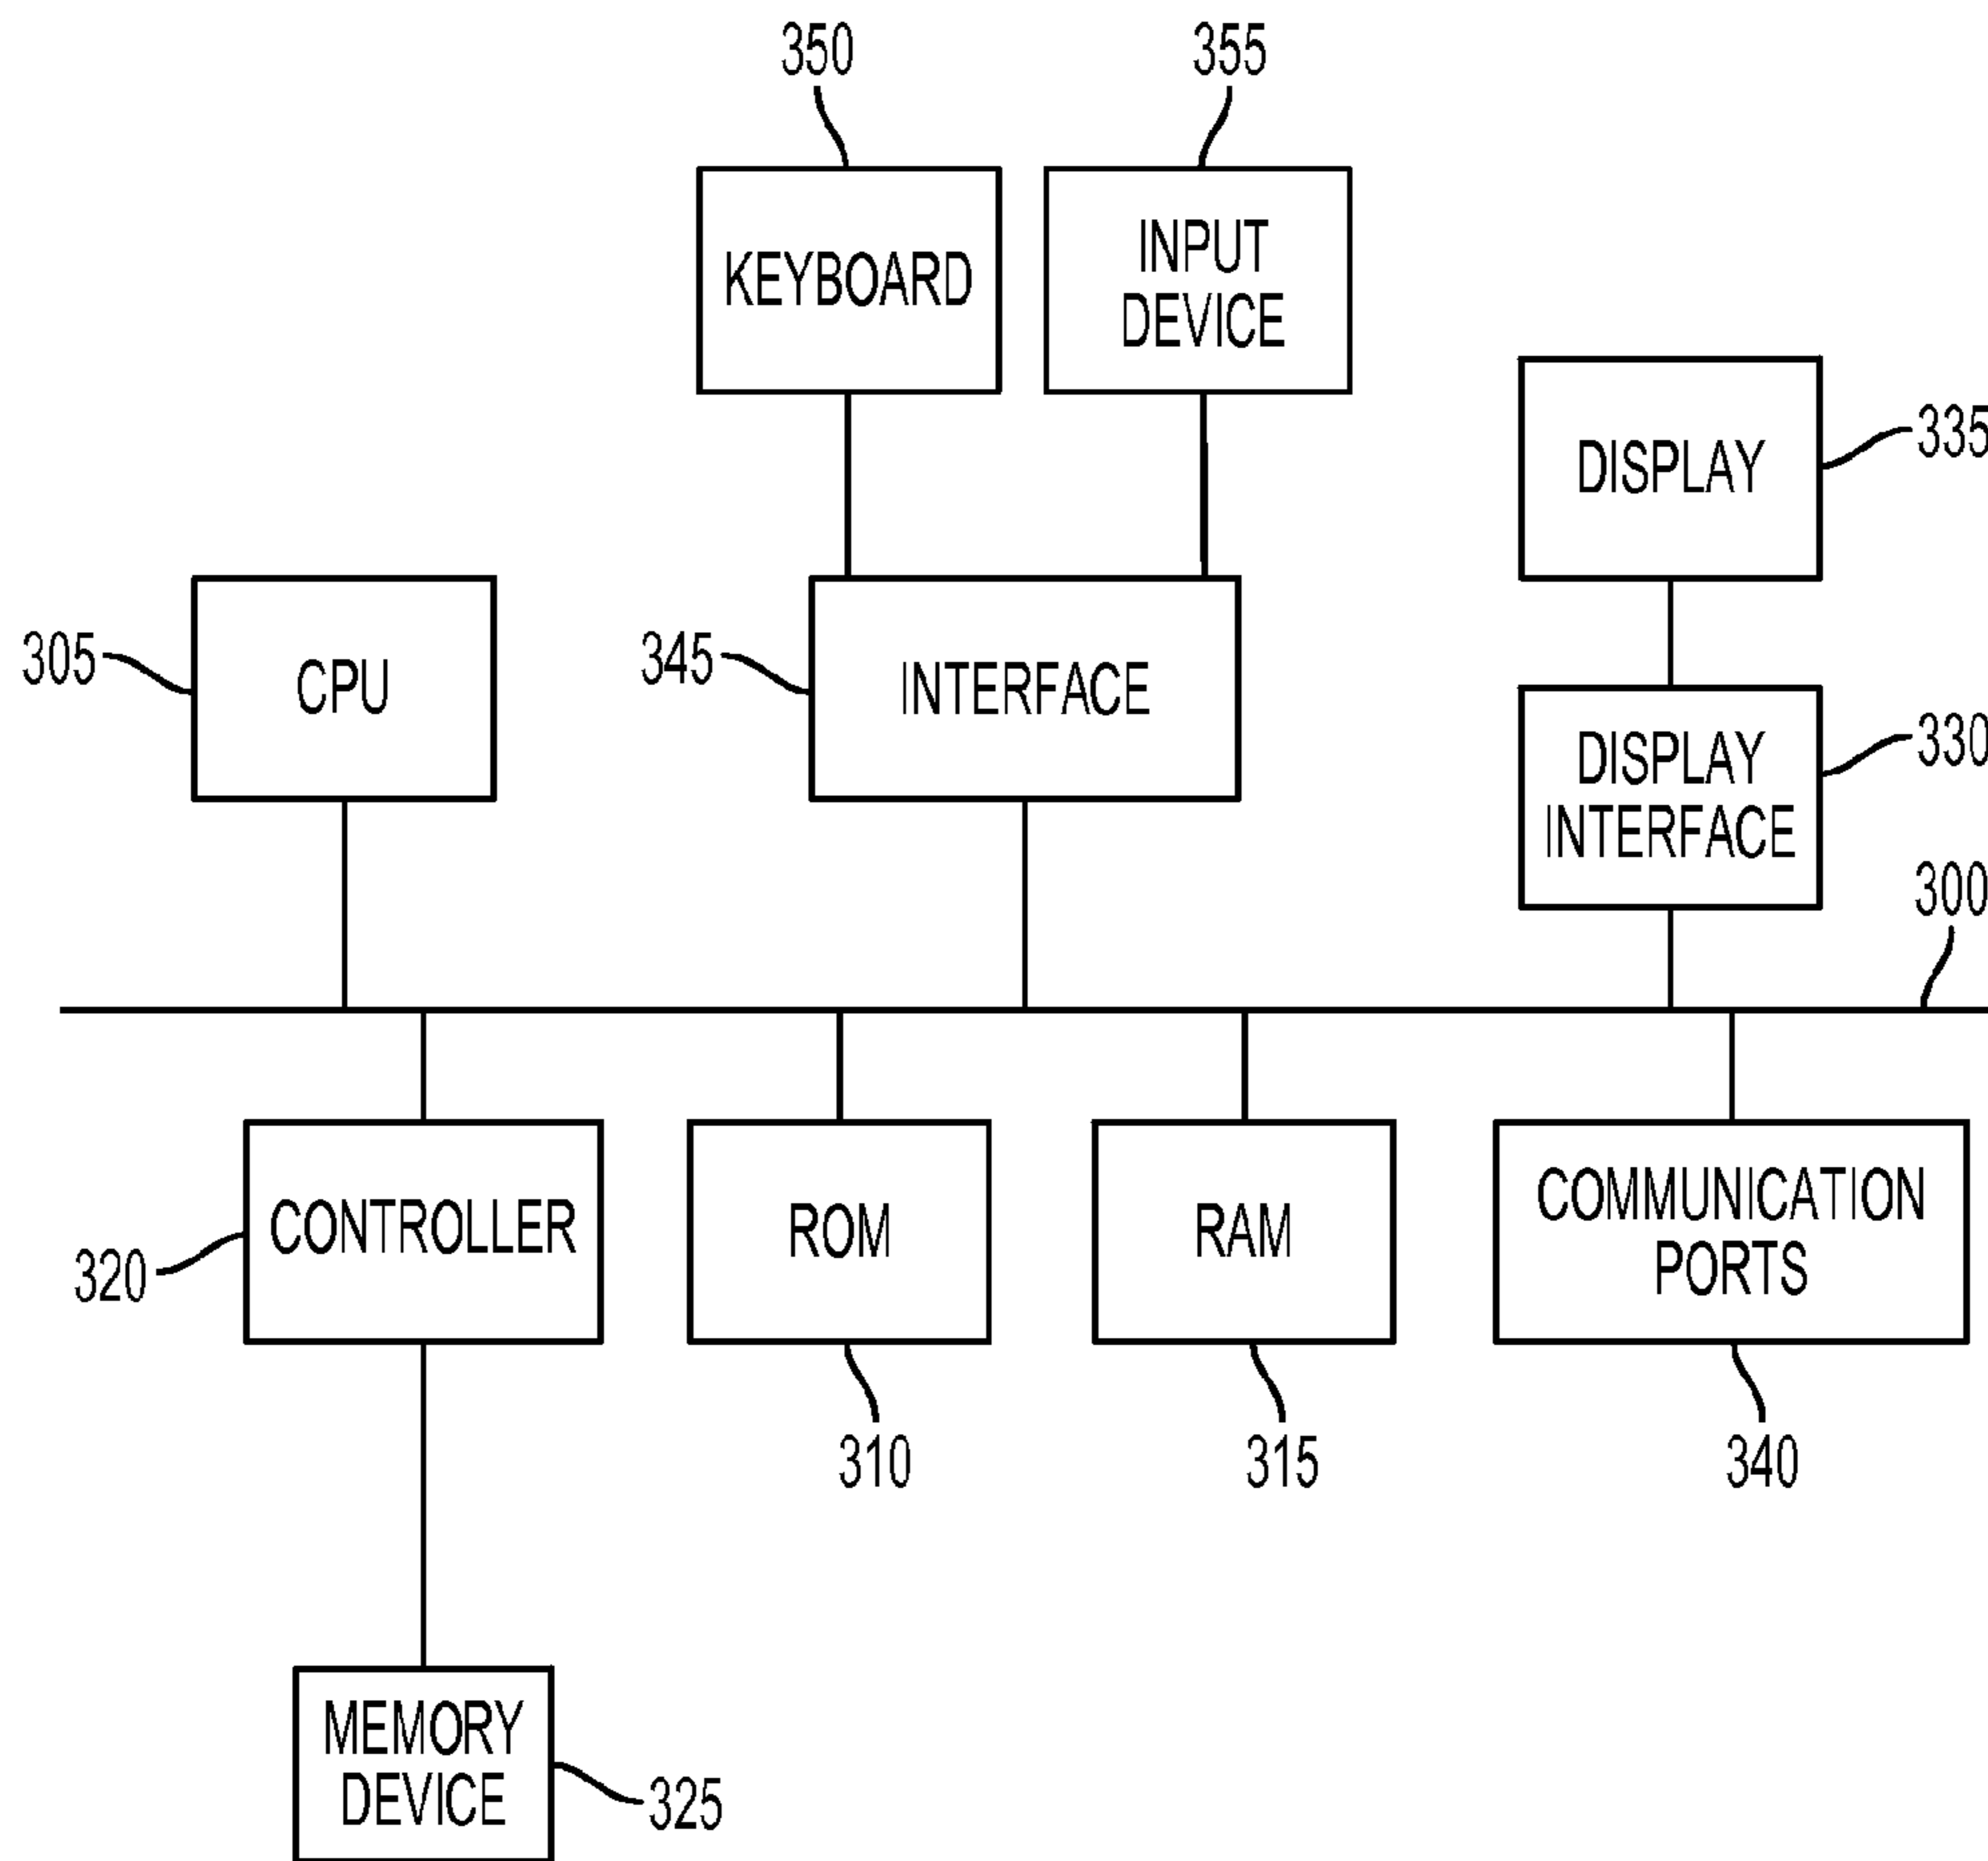 350
355
KEYBOARD
INPUT
DEVICE
335
DISPLAY
305
CPU
345
INTERFACE
330
DISPLAY
INTERFACE
300
320
CONTROLLER
ROM
RAM
COMMUNICATION
PORTS
310
315
340
MEMORY
DEVICE
325